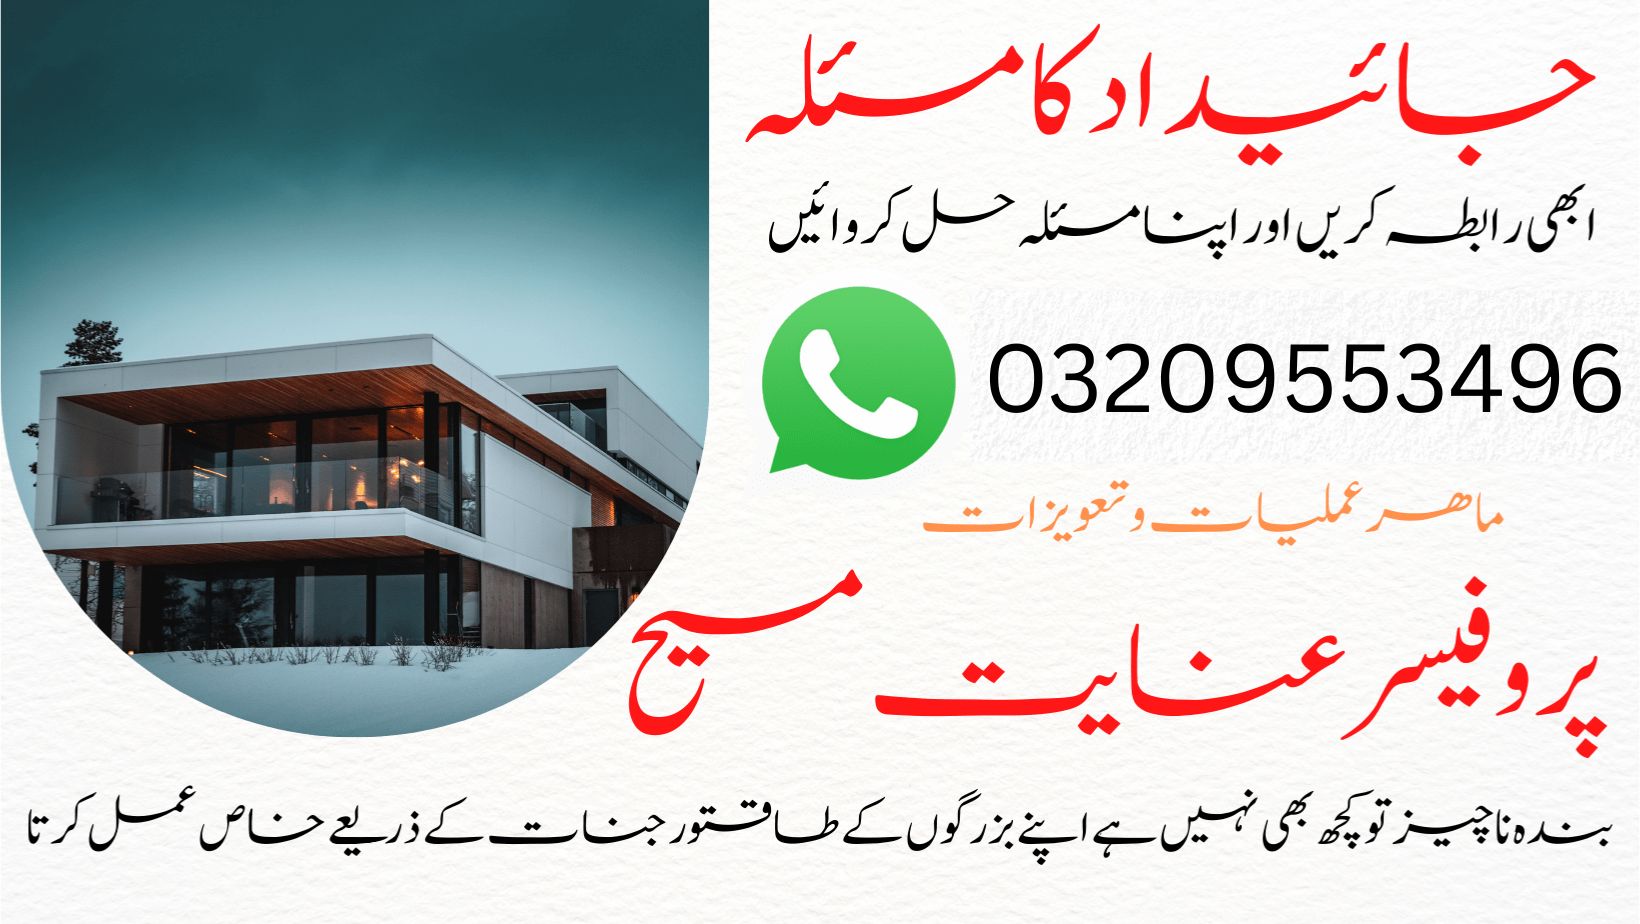 جائیداد کا مسئلہ
ابھی رابطہ کریں اور اپنا مسئلہ حل کروائیں
03209553496
ماھر عملیات و تعویزات
پروفیسر عنایت مسیح
بندہ ناچیز تو کچھ بھی نہیں ہے اپنے بزرگوں کے طاقتور جنات کے ذریعے خاص عمل کرتا